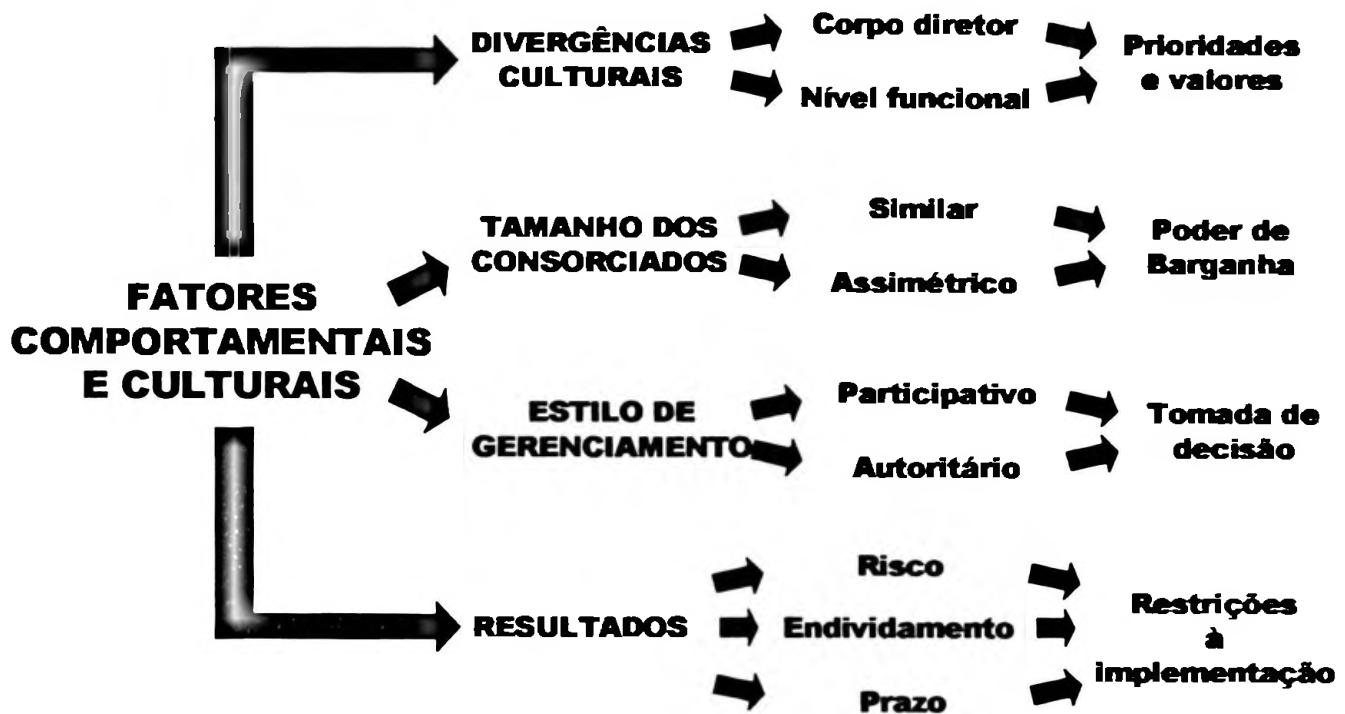 DIVERGÊNCIAS
CULTURAIS
Corpo diretor
Nível funcional
Prioridades
e valores
TAMANHO DOS
CONSORCIADOS
Similar
Assimétrico
Poder de
Barganha
FATORES
COMPORTAMENTAIS
E CULTURAIS
ESTILO DE
GERENCIAMENTO
Participativo
Autoritário
Tomada de
decisão
RESULTADOS
Risco
Endividamento
Prazo
Restrições
à
implementação